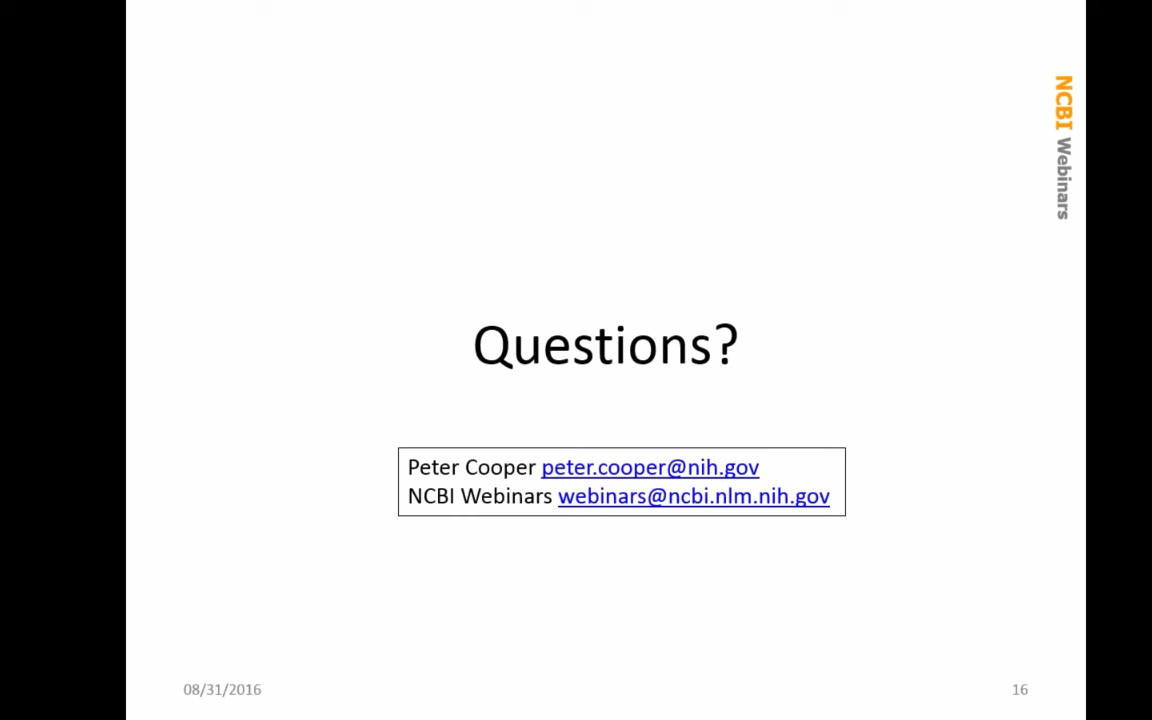 NCBI Webinars
Questions?
Peter Cooper peter.cooper@nih.gov
NCBI Webinars webinars@ncbi.nlm.nih.gov
08/31/2016
16